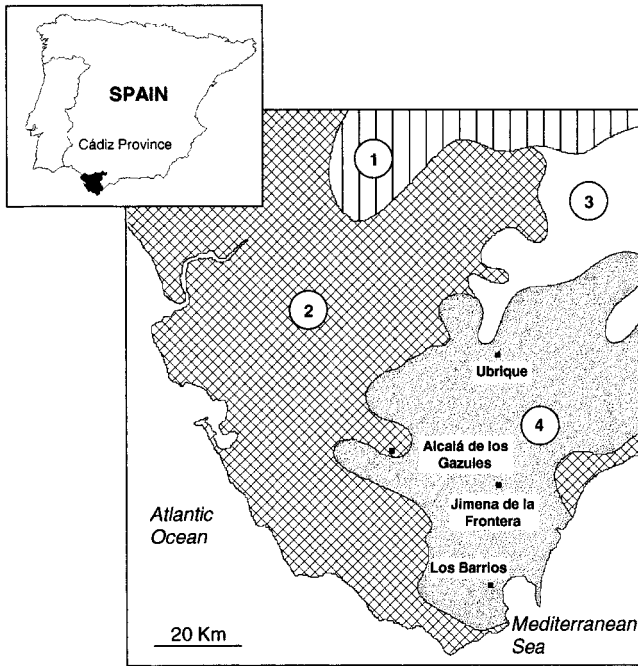 SPAIN
Cádiz Province
1
3
2
Ubrique
4
Alcalá de los
Gazules
Jimena de la
Frontera
Atlantic
Ocean
Los Barrios
20 Km
Mediterranean
Sea